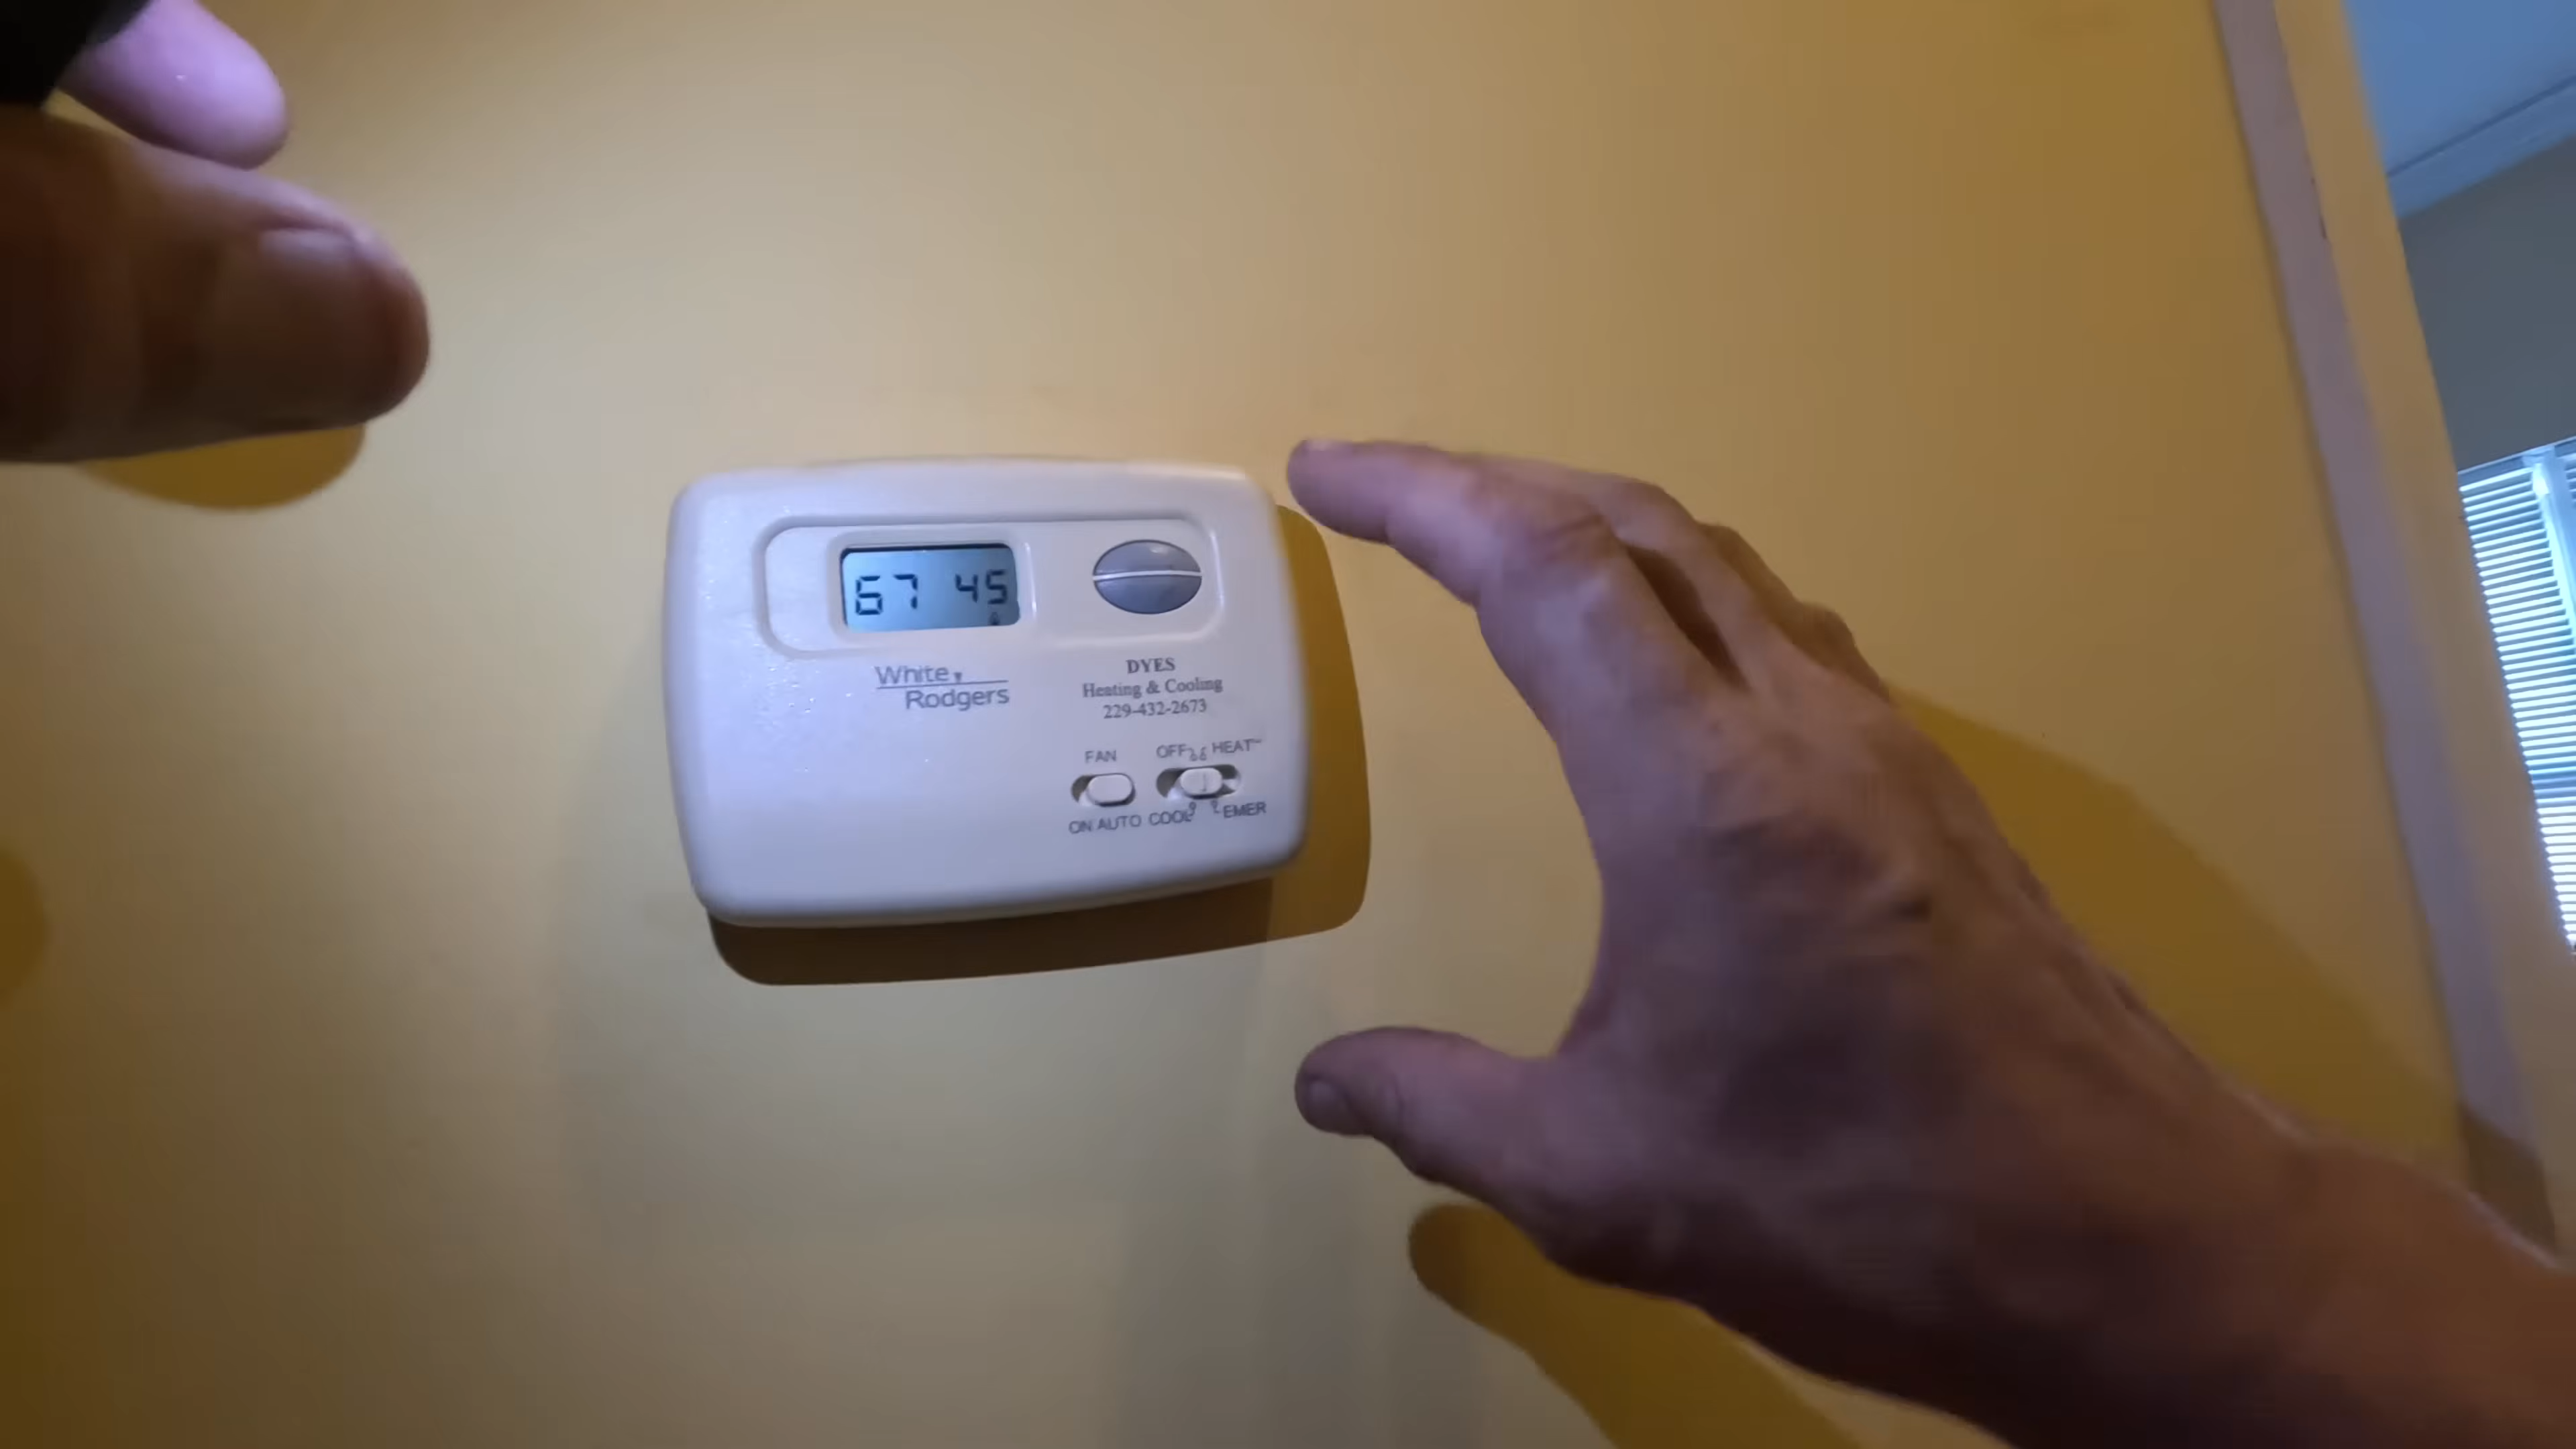 67 45
White
Rodgers
DYES
Heating & Cooling
229-432-2673
FAN
OFF HEAT
ON AUTO COOL EMER